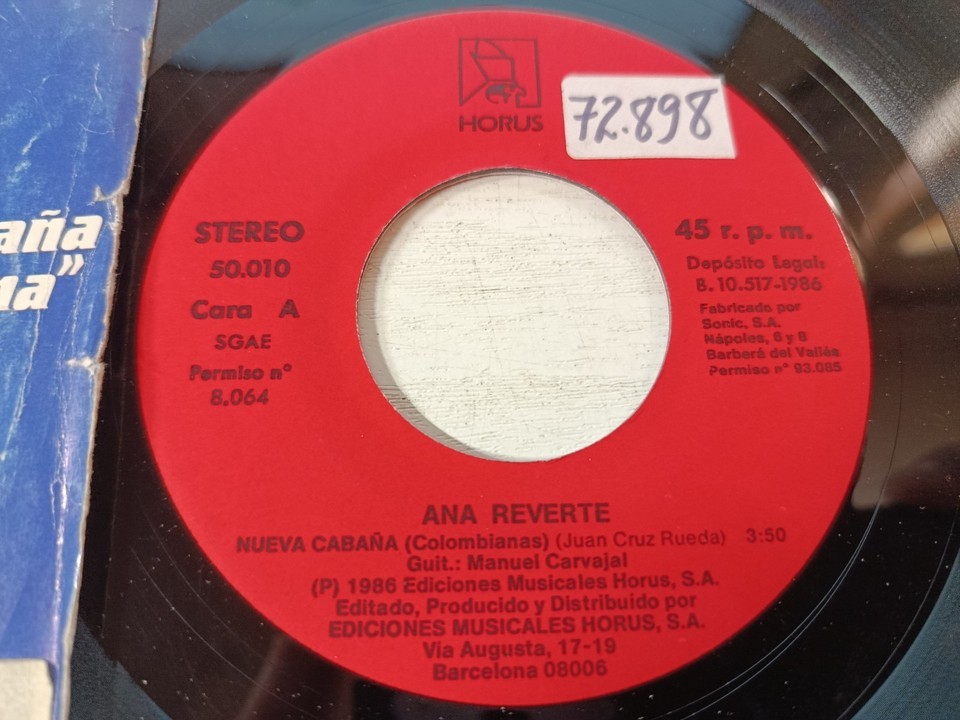 aña
na”
HORUS
72.898
STEREO
50.010
Cara A
SGAE
Permiso nº
8.064
45 r. p. m.
Depósito Legal:
B. 10.517-1986
Fabricado por
Sonic, S.A.
Nápoles, 6 y 8
Barberá del Vallés
Permiso nº 93.085
ANA REVERTE
NUEVA CABAÑA (Colombianas) (Juan Cruz Rueda) 3:50
Guit.: Manuel Carvajal
(P) 1986 Ediciones Musicales Horus, S.A.
Editado, Producido y Distribuído por
EDICIONES MUSICALES HORUS, S.A.
Vía Augusta, 17-19
Barcelona 08006